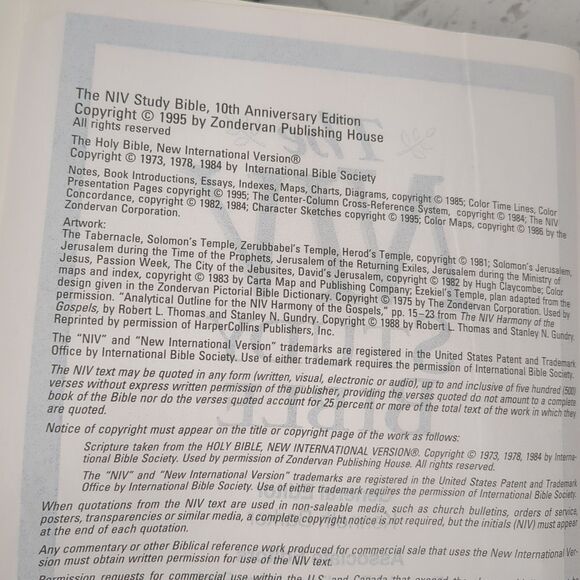 The NIV Study Bible, 10th Anniversary Edition
Copyright © 1995 by Zondervan Publishing House
All rights reserved
The Holy Bible, New International Version®
Copyright © 1973, 1978, 1984 by International Bible Society
Notes, Book Introductions, Essays, Indexes, Maps, Charts, Diagrams, copyright © 1985; Color Time Lines, Color
Presentation Pages copyright © 1995; The Center-Column Cross-Reference System, copyright © 1984; The NIV
Concordance, copyright © 1982, 1984; Character Sketches copyright © 1995; Color Maps, copyright © 1986 by the
Zondervan Corporation.
Artwork:
The Tabernacle, Solomon's Temple, Zerubbabel's Temple, Herod's Temple, copyright © 1981; Solomon's Jerusalem,
Jerusalem during the Time of the Prophets, Jerusalem of the Returning Exiles, Jerusalem during the Ministry of
Jesus, Passion Week, The City of the Jebusites, David's Jerusalem, copyright © 1982 by Hugh Claycombe; Color
maps and index, copyright © 1983 by Carta Map and Publishing Company; Ezekiel's Temple, plan adapted from the
design given in the Zondervan Pictorial Bible Dictionary. Copyright © 1975 by The Zondervan Corporation. Used by
permission. "Analytical Outline for the NIV Harmony of the Gospels," pp. 15–23 from The NIV Harmony of the
Gospels, by Robert L. Thomas and Stanley N. Gundry. Copyright © 1988 by Robert L. Thomas and Stanley N. Gundry.
Reprinted by permission of HarperCollins Publishers, Inc.
The "NIV" and "New International Version" trademarks are registered in the United States Patent and Trademark
Office by International Bible Society. Use of either trademark requires the permission of International Bible Society.
The NIV text may be quoted in any form (written, visual, electronic or audio), up to and inclusive of five hundred (500)
verses without express written permission of the publisher, providing the verses quoted do not amount to a complete
book of the Bible nor do the verses quoted account for 25 percent or more of the total text of the work in which they
are quoted.
Notice of copyright must appear on the title or copyright page of the work as follows:
Scripture taken from the HOLY BIBLE, NEW INTERNATIONAL VERSION®. Copyright © 1973, 1978, 1984 by Interna-
tional Bible Society. Used by permission of Zondervan Publishing House. All rights reserved.
The "NIV" and "New International Version" trademarks are registered in the United States Patent and Trademark
Office by International Bible Society. Use of either trademark requires the permission of International Bible Society.
When quotations from the NIV text are used in non-saleable media, such as church bulletins, orders of service,
posters, transparencies or similar media, a complete copyright notice is not required, but the initials (NIV) must appear
at the end of each quotation.
Any commentary or other Biblical reference work produced for commercial sale that uses the New International Ver-
sion must obtain written permission for use of the NIV text.
Permission requests for commercial use within the U.S. and Canada that exceed the